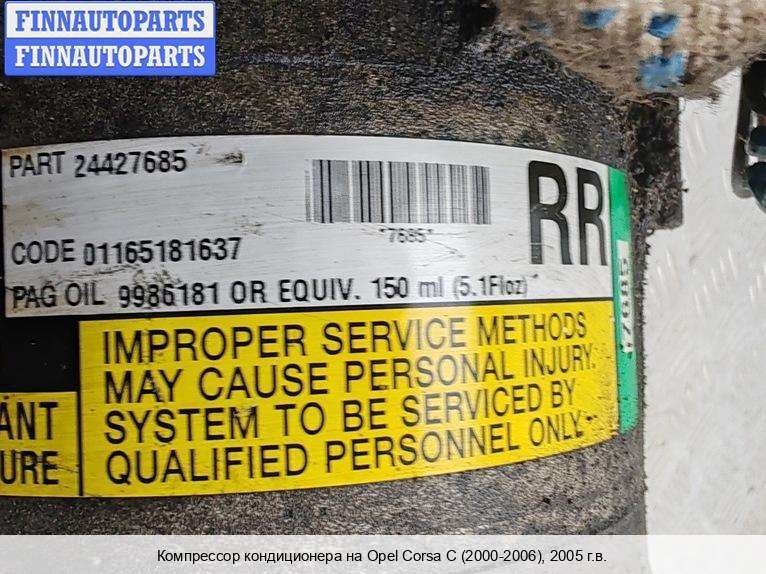 FINNAUTOPARTS
FINNAUTOPARTS
PART 24427685
*7685*
RR
CODE 01165181637
PAG OIL 9986181 OR EQUIV. 150 ml (5.1Floz)
17685
IMPROPER SERVICE METHODS
MAY CAUSE PERSONAL INJURY.
SYSTEM TO BE SERVICED BY
QUALIFIED PERSONNEL ONLY
ANT
URE
Компрессор кондиционера на Opel Corsa C (2000-2006), 2005 г.в.